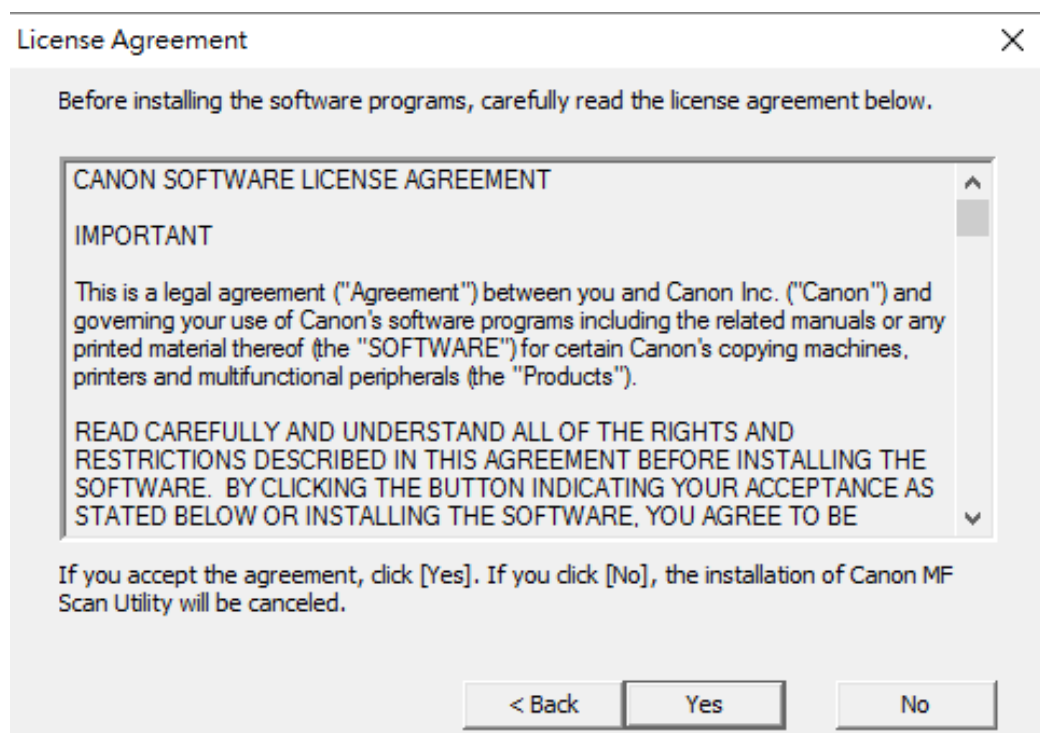 License Agreement
Before installing the software programs, carefully read the license agreement below.
CANON SOFTWARE LICENSE AGREEMENT
IMPORTANT
This is a legal agreement ("Agreement") between you and Canon Inc. ("Canon") and
governing your use of Canon's software programs including the related manuals or any
printed material thereof (the "SOFTWARE") for certain Canon's copying machines,
printers and multifunctional peripherals (the "Products").
READ CAREFULLY AND UNDERSTAND ALL OF THE RIGHTS AND
RESTRICTIONS DESCRIBED IN THIS AGREEMENT BEFORE INSTALLING THE
SOFTWARE.  BY CLICKING THE BUTTON INDICATING YOUR ACCEPTANCE AS
STATED BELOW OR INSTALLING THE SOFTWARE, YOU AGREE TO BE
If you accept the agreement, click [Yes]. If you click [No], the installation of Canon MF
Scan Utility will be canceled.
< Back
Yes
No